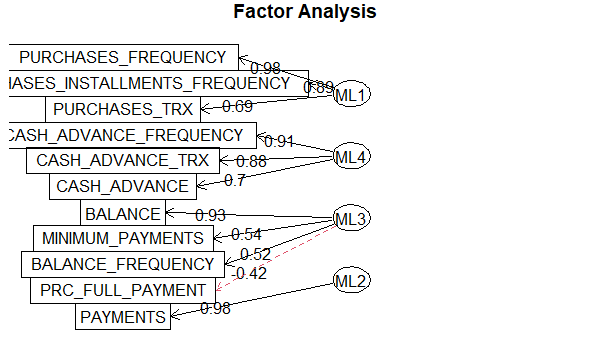 Factor Analysis
PURCHASES_FREQUENCY
0.98
HASES_INSTALLMENTS_FREQUENCY
0.89
ML1
PURCHASES_TRX
0.69
CASH_ADVANCE_FREQUENCY
0.91
ML4
CASH_ADVANCE_TRX
0.88
CASH_ADVANCE
0.7
BALANCE
0.93
ML3
MINIMUM_PAYMENTS
0.54
BALANCE_FREQUENCY
0.52
-0.42
PRC_FULL_PAYMENT
ML2
PAYMENTS
0.98